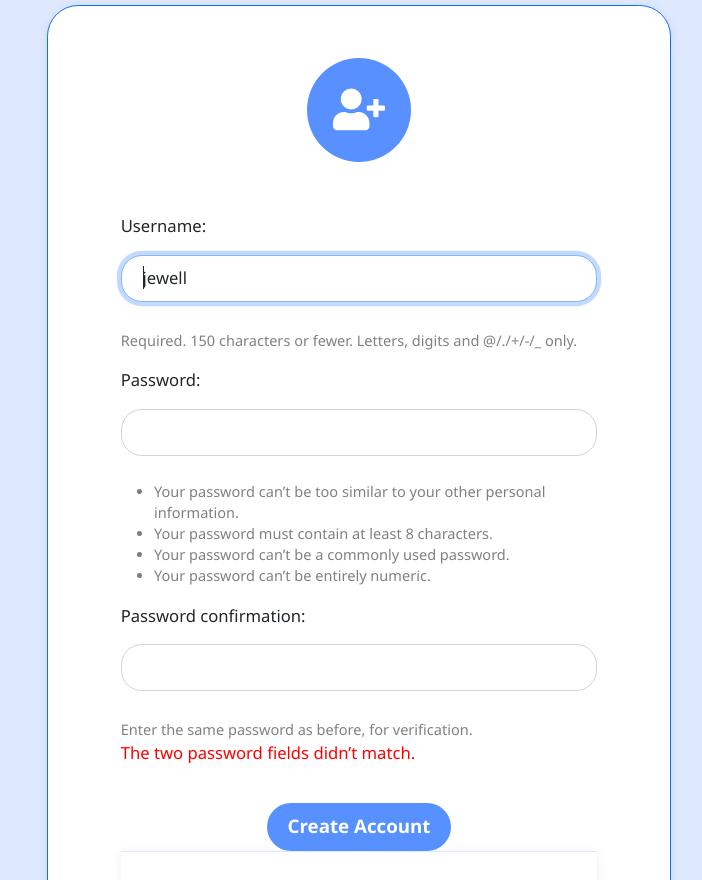 Username:
jewell
Required. 150 characters or fewer. Letters, digits and @/./+/-/_ only.
Password:
• Your password can’t be too similar to your other personal
information.
• Your password must contain at least 8 characters.
• Your password can’t be a commonly used password.
• Your password can’t be entirely numeric.
Password confirmation:
Enter the same password as before, for verification.
The two password fields didn’t match.
Create Account